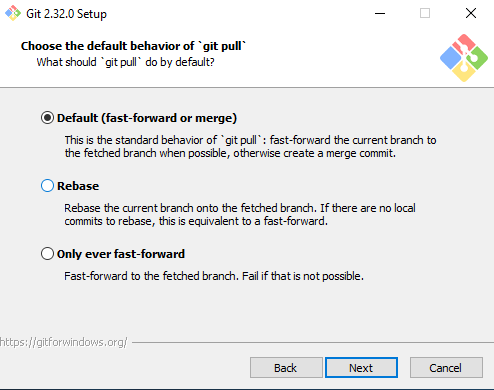 Git 2.32.0 Setup
Choose the default behavior of `git pull`
What should `git pull` do by default?
Default (fast-forward or merge)
This is the standard behavior of `git pull`: fast-forward the current branch to
the fetched branch when possible, otherwise create a merge commit.
Rebase
Rebase the current branch onto the fetched branch. If there are no local
commits to rebase, this is equivalent to a fast-forward.
Only ever fast-forward
Fast-forward to the fetched branch. Fail if that is not possible.
https://gitforwindows.org/
Back Next Cancel